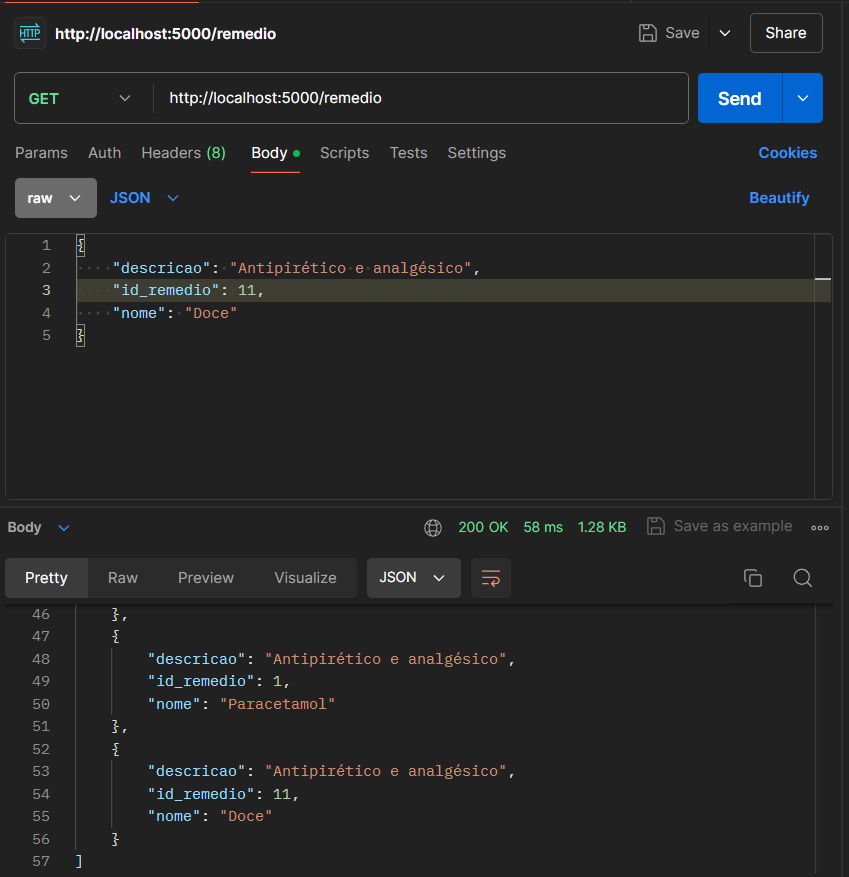 HTTP http://localhost:5000/remedio Save Share
GET http://localhost:5000/remedio Send
Params Auth Headers (8) Body Scripts Tests Settings Cookies
raw JSON Beautify
1 {
2 "descricao": "Antipirético e analgésico",
3 "id_remedio": 11,
4 "nome": "Doce"
5 }
Body 200 OK 58 ms 1.28 KB Save as example
Pretty Raw Preview Visualize JSON
46 },
47 {
48 "descricao": "Antipirético e analgésico",
49 "id_remedio": 1,
50 "nome": "Paracetamol"
51 },
52 {
53 "descricao": "Antipirético e analgésico",
54 "id_remedio": 11,
55 "nome": "Doce"
56 }
57 ]